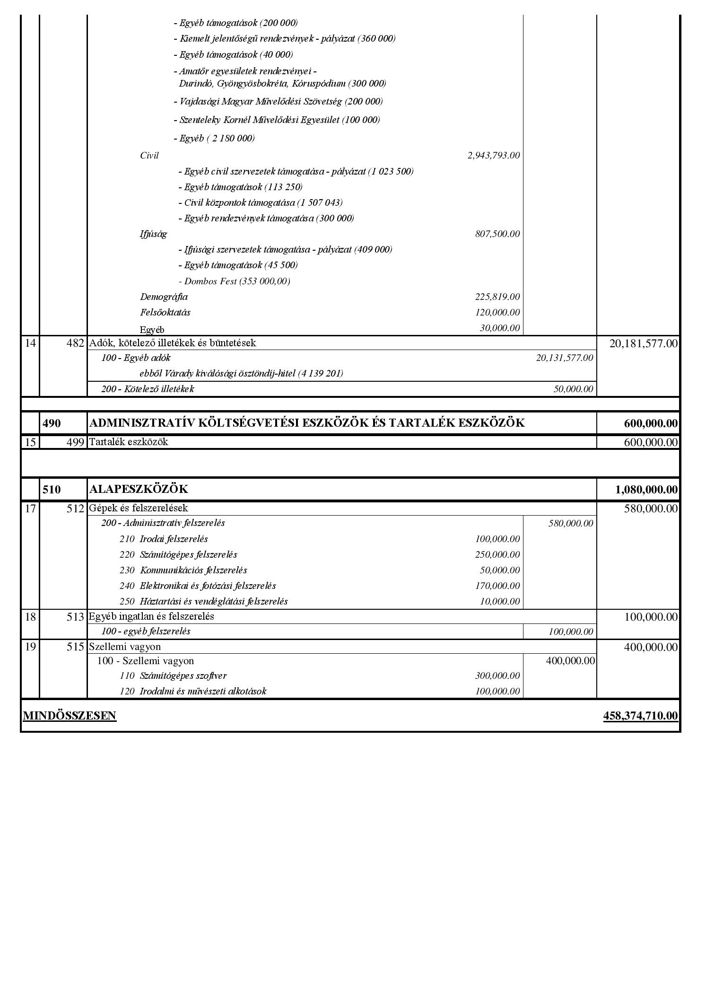 - Egyéb támogatások (200 000)
- Kiemelt jelentőségű rendezvények - pályázat (360 000)
- Egyéb támogatások (40 000)
- Amatőr egyesületek rendezvényei -
Durindó, Gyöngyösbokréta, Kóruspódium (300 000)
- Vajdasági Magyar Művelődési Szövetség (200 000)
- Szenteleky Kornél Művelődési Egyesület (100 000)
- Egyéb ( 2 180 000)
Civil 2,943,793.00
- Egyéb civil szervezetek támogatása - pályázat (1 023 500)
- Egyéb támogatások (113 250)
- Civil központok támogatása (1 507 043)
- Egyéb rendezvények támogatása (300 000)
Ifjúság 807,500.00
- Ifjúsági szervezetek támogatása - pályázat (409 000)
- Egyéb támogatások (45 500)
- Dombos Fest (353 000,00)
Demográfia 225,819.00
Felsőoktatás 120,000.00
Egyéb 30,000.00
14 482 Adók, kötelező illetékek és büntetések 20,181,577.00
100 - Egyéb adók 20,131,577.00
ebből Várady kiválósági ösztöndíj-hitel (4 139 201)
200 - Kötelező illetékek 50,000.00
490 ADMINISZTRATÍV KÖLTSÉGVETÉSI ESZKÖZÖK ÉS TARTALÉK ESZKÖZÖK 600,000.00
15 499 Tartalék eszközök 600,000.00
510 ALAPESZKÖZÖK 1,080,000.00
17 512 Gépek és felszerelések 580,000.00
200 - Adminisztratív felszerelés 580,000.00
210 Irodai felszerelés 100,000.00
220 Számítógépes felszerelés 250,000.00
230 Kommunikációs felszerelés 50,000.00
240 Elektronikai és fotózási felszerelés 170,000.00
250 Háztartási és vendéglátási felszerelés 10,000.00
18 513 Egyéb ingatlan és felszerelés 100,000.00
100 - egyéb felszerelés 100,000.00
19 515 Szellemi vagyon 400,000.00
100 - Szellemi vagyon 400,000.00
110 Számítógépes szoftver 300,000.00
120 Irodalmi és művészeti alkotások 100,000.00
MINDÖSSZESEN 458,374,710.00